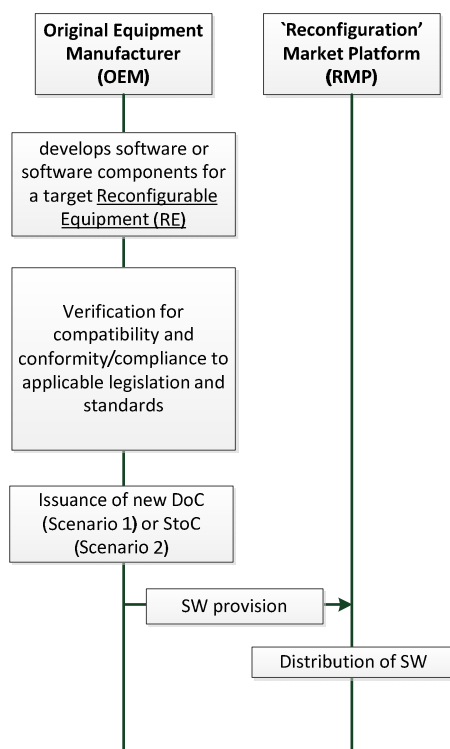 Original Equipment
Manufacturer
(OEM)
`Reconfiguration’
Market Platform
(RMP)
develops software or
software components for
a target Reconfigurable
Equipment (RE)
Verification for
compatibility and
conformity/compliance to
applicable legislation and
standards
Issuance of new DoC
(Scenario 1) or StoC
(Scenario 2)
SW provision
Distribution of SW